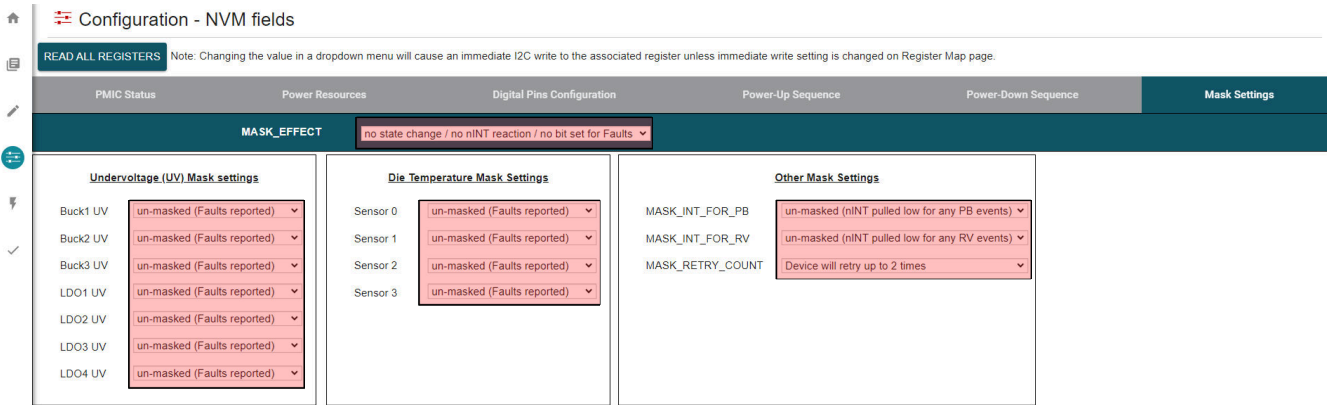 Configuration - NVM fields
READ ALL REGISTERS Note: Changing the value in a dropdown menu will cause an immediate I2C write to the associated register unless immediate write setting is changed on Register Map page.
PMIC Status Power Resources Digital Pins Configuration Power-Up Sequence Power-Down Sequence Mask Settings
MASK_EFFECT no state change / no nINT reaction / no bit set for Faults
Undervoltage (UV) Mask settings
Buck1 UV un-masked (Faults reported)
Buck2 UV un-masked (Faults reported)
Buck3 UV un-masked (Faults reported)
LDO1 UV un-masked (Faults reported)
LDO2 UV un-masked (Faults reported)
LDO3 UV un-masked (Faults reported)
LDO4 UV un-masked (Faults reported)
Die Temperature Mask Settings
Sensor 0 un-masked (Faults reported)
Sensor 1 un-masked (Faults reported)
Sensor 2 un-masked (Faults reported)
Sensor 3 un-masked (Faults reported)
Other Mask Settings
MASK_INT_FOR_PB un-masked (nINT pulled low for any PB events)
MASK_INT_FOR_RV un-masked (nINT pulled low for any RV events)
MASK_RETRY_COUNT Device will retry up to 2 times